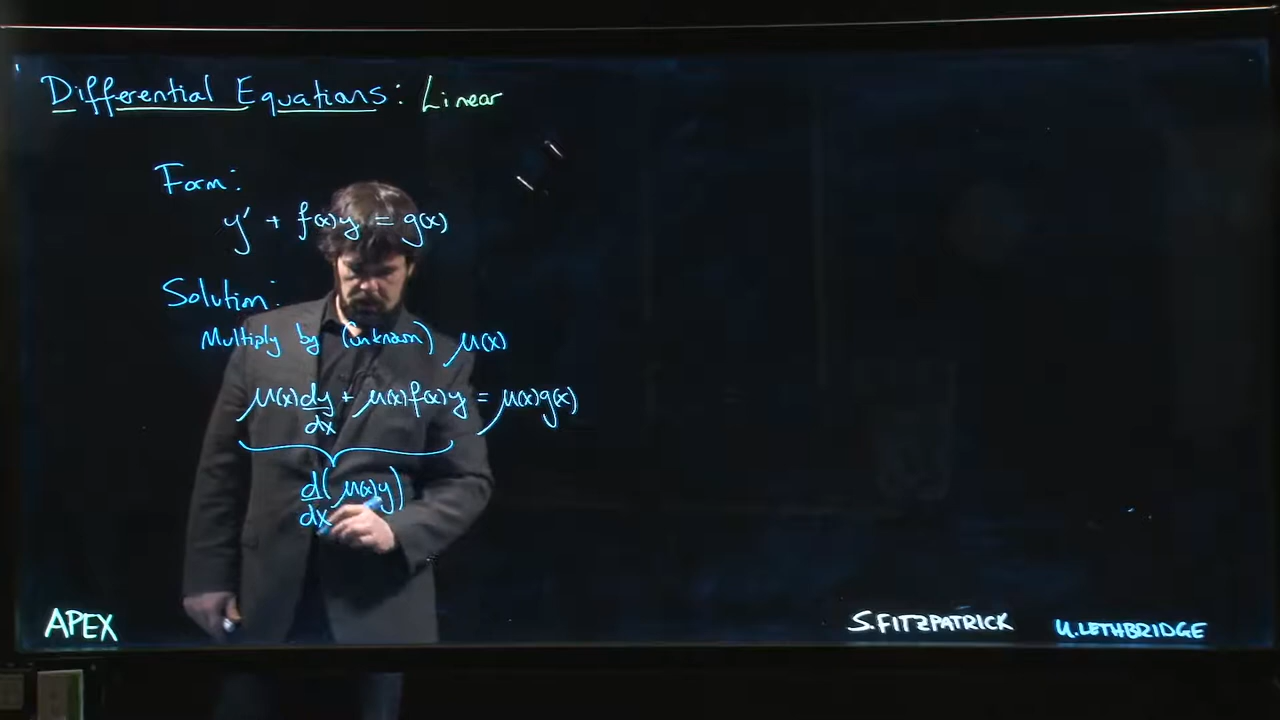 Differential Equations: Linear
Form:
y' + f(x)y = g(x)
Solution:
Multiply by (unknown) μ(x)
μ(x)dy/dx + μ(x)f(x)y = μ(x)g(x)
d/dx(μ(x)y)
APEX
S.FITZPATRICK
U.LETHBRIDGE